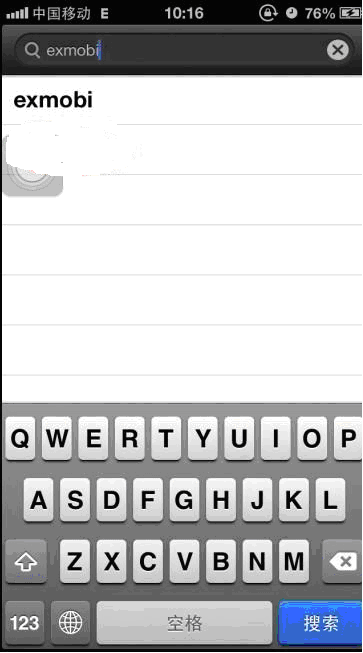 中国移动 E 10:16 76%
exmobi
exmobi
Q W E R T Y U I O P
A S D F G H J K L
Z X C V B N M
123 空格 搜索